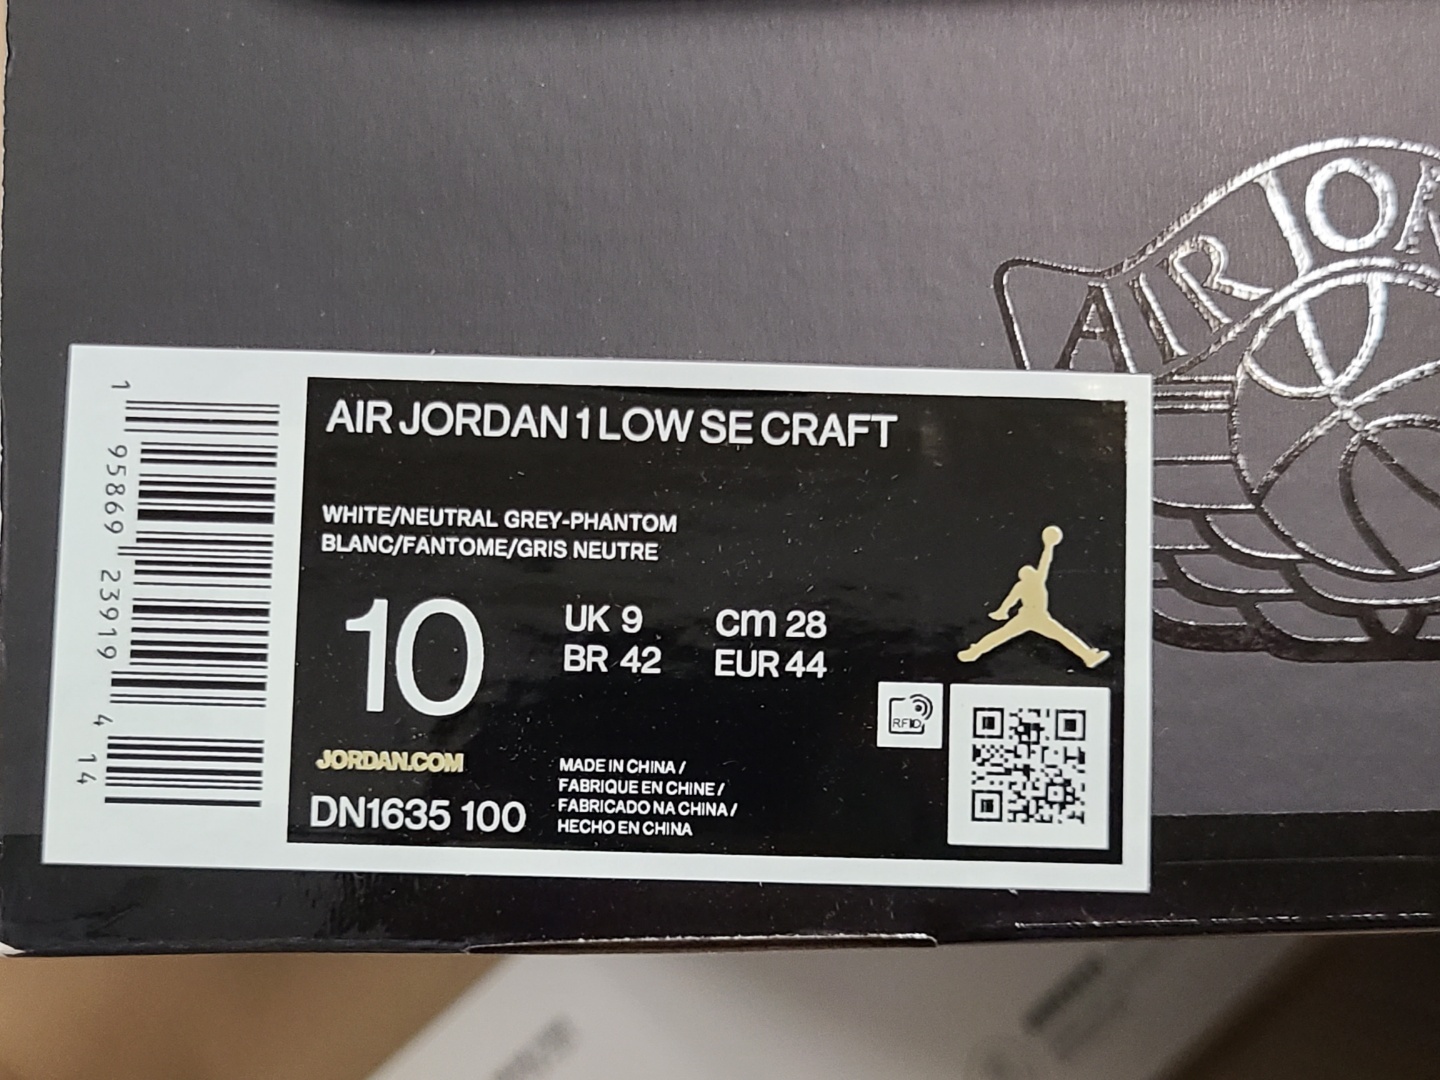 AIR JOR
1 95869 23919 4 14
AIR JORDAN 1 LOW SE CRAFT
WHITE/NEUTRAL GREY-PHANTOM
BLANC/FANTOME/GRIS NEUTRE
10
UK 9
BR 42
cm 28
EUR 44
RFID
JORDAN.COM
DN1635 100
MADE IN CHINA /
FABRIQUE EN CHINE /
FABRICADO NA CHINA /
HECHO EN CHINA